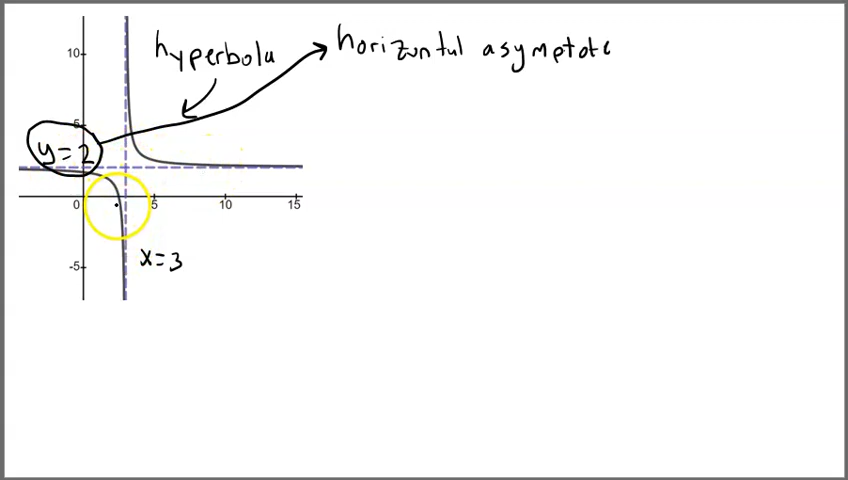 hyperbola
horizontal asymptote
y=2
x=3
10
5
0
5
10
15
-5